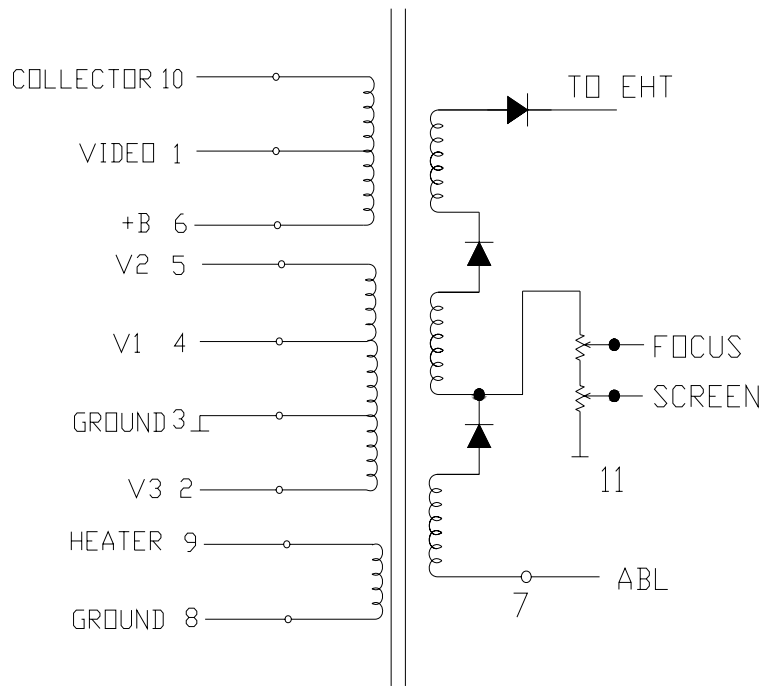 COLLECTOR 10
VIDEO 1
+B 6
V2 5
V1 4
GROUND 3
V3 2
HEATER 9
GROUND 8
TO EHT
FOCUS
SCREEN
11
ABL
7